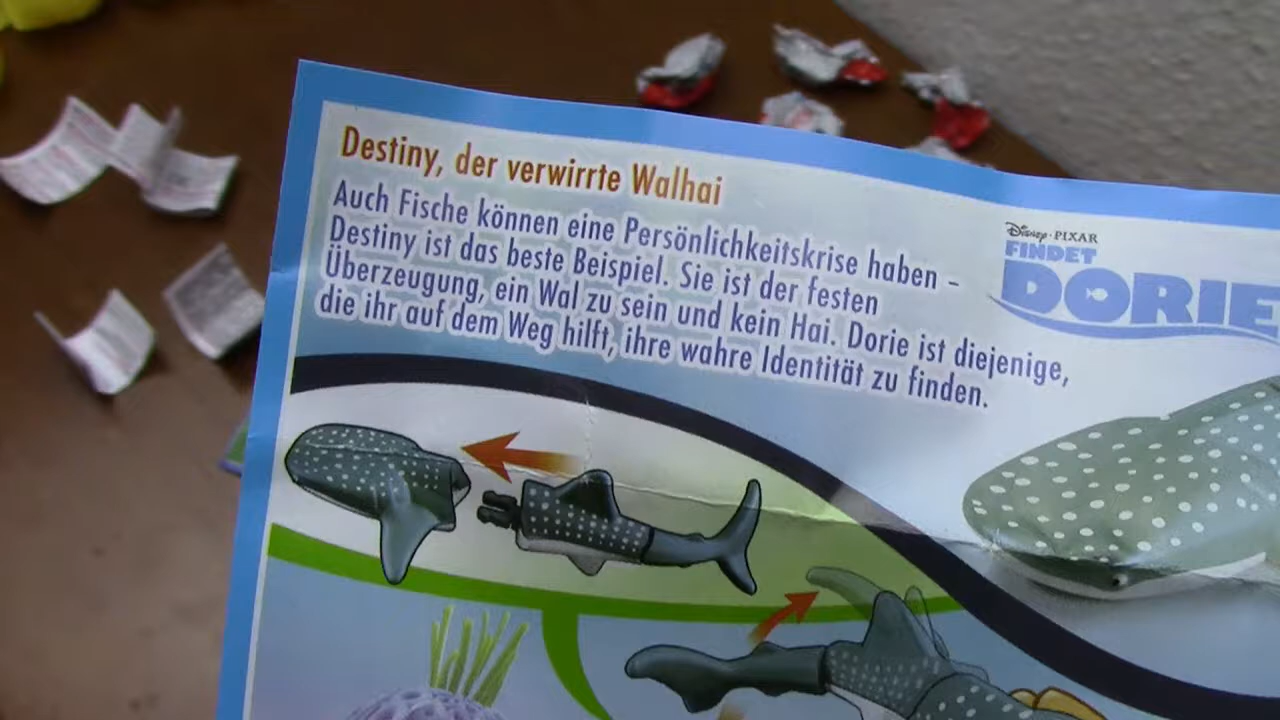 Destiny, der verwirrte Walhai
Auch Fische können eine Persönlichkeitskrise haben -
Destiny ist das beste Beispiel. Sie ist der festen
Überzeugung, ein Wal zu sein und kein Hai. Dorie ist diejenige,
die ihr auf dem Weg hilft, ihre wahre Identität zu finden.
Disney · PIXAR
FINDET
DORIE